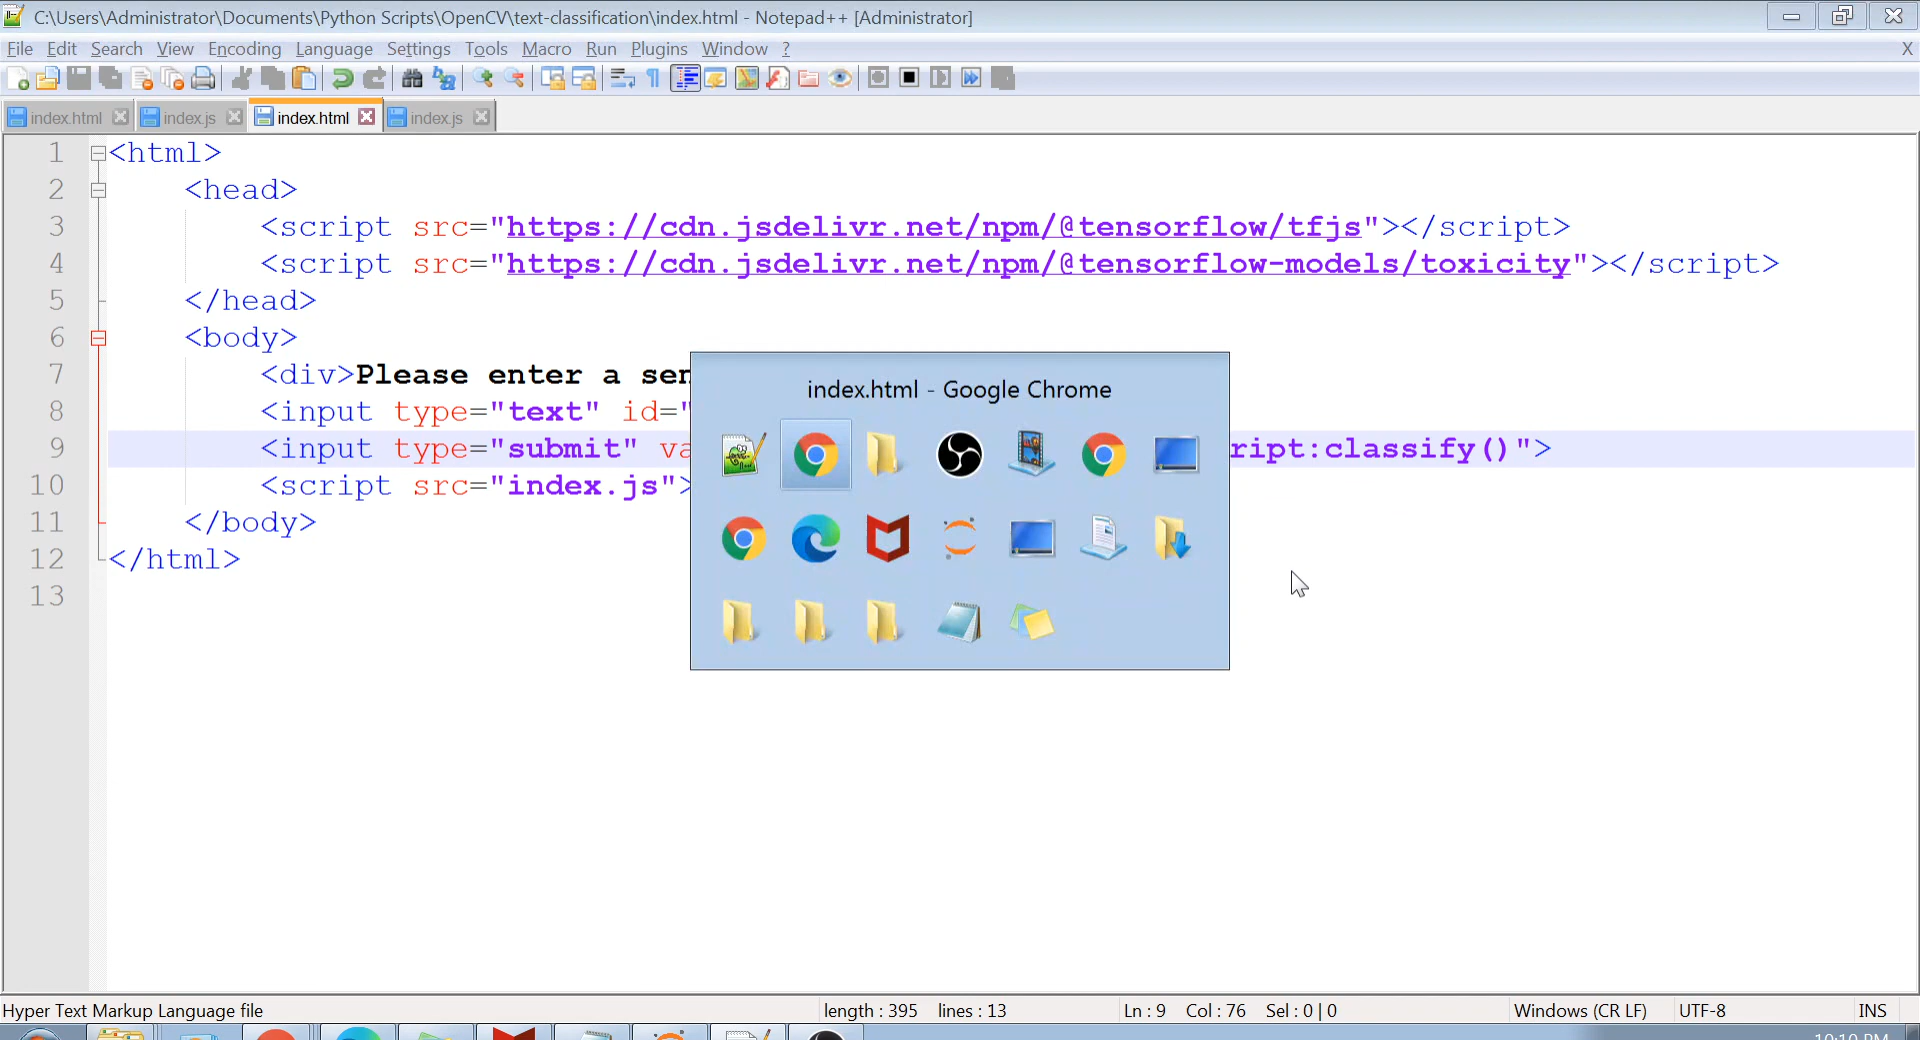 C:\Users\Administrator\Documents\Python Scripts\OpenCV\text-classification\index.html - Notepad++ [Administrator]
File Edit Search View Encoding Language Settings Tools Macro Run Plugins Window ? X
index.html index.js index.html index.js
1 <html>
2 <head>
3 <script src="https://cdn.jsdelivr.net/npm/@tensorflow/tfjs"></script>
4 <script src="https://cdn.jsdelivr.net/npm/@tensorflow-models/toxicity"></script>
5 </head>
6 <body>
7 <div>Please enter a sen
8 <input type="text" id="
9 <input type="submit" va ript:classify()">
10 <script src="index.js">
11 </body>
12 </html>
13
index.html - Google Chrome
Hyper Text Markup Language file length : 395 lines : 13 Ln : 9 Col : 76 Sel : 0 | 0 Windows (CR LF) UTF-8 INS
10:10 PM